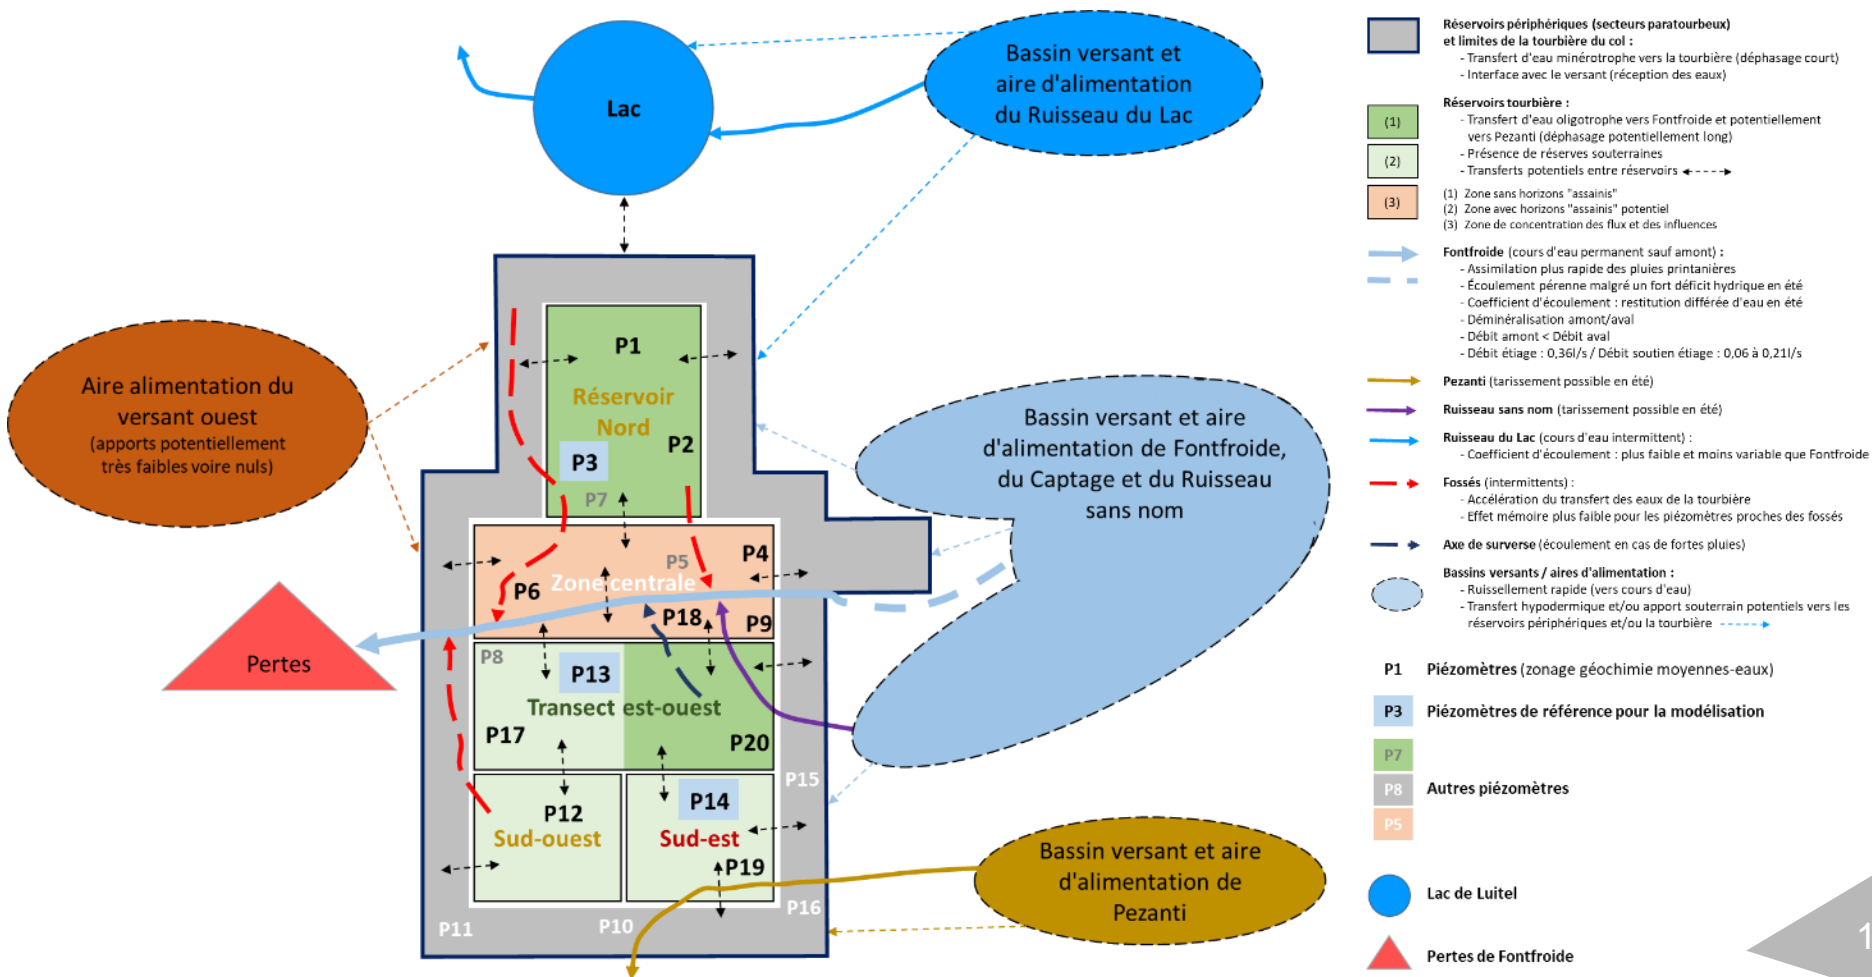 Lac
Bassin versant et
aire d'alimentation
du Ruisseau du Lac
Aire alimentation du
versant ouest
(apports potentiellement
très faibles voire nuls)
P1
Réservoir
Nord
P2
P3
P7
Bassin versant et aire
d'alimentation de Fontfroide,
du Captage et du Ruisseau
sans nom
P4
P5
Zone centrale
P6
P18
P9
Pertes
P8
P13
Transect est-ouest
P17
P20
P15
P14
P12
Sud-ouest
Sud-est
P19
P16
P10
P11
Bassin versant et aire
d'alimentation de
Pezanti
Réservoirs périphériques (secteurs paratourbeux)
et limites de la tourbière du col :
- Transfert d'eau minérotrophe vers la tourbière (déphasage court)
- Interface avec le versant (réception des eaux)
Réservoirs tourbière :
(1)
- Transfert d'eau oligotrophe vers Fontfroide et potentiellement
vers Pezanti (déphasage potentiellement long)
(2)
- Présence de réserves souterraines
- Transferts potentiels entre réservoirs
(3)
(1) Zone sans horizons "assainis"
(2) Zone avec horizons "assainis" potentiel
(3) Zone de concentration des flux et des influences
Fontfroide (cours d'eau permanent sauf amont) :
- Assimilation plus rapide des pluies printanières
- Écoulement pérenne malgré un fort déficit hydrique en été
- Coefficient d'écoulement : restitution différée d'eau en été
- Déminéralisation amont/aval
- Débit amont < Débit aval
- Débit étiage : 0,36l/s / Débit soutien étiage : 0,06 à 0,21l/s
Pezanti (tarissement possible en été)
Ruisseau sans nom (tarissement possible en été)
Ruisseau du Lac (cours d'eau intermittent) :
- Coefficient d'écoulement : plus faible et moins variable que Fontfroide
Fossés (intermittents) :
- Accélération du transfert des eaux de la tourbière
- Effet mémoire plus faible pour les piézomètres proches des fossés
Axe de surverse (écoulement en cas de fortes pluies)
Bassins versants / aires d'alimentation :
- Ruissellement rapide (vers cours d'eau)
- Transfert hypodermique et/ou apport souterrain potentiels vers les
réservoirs périphériques et/ou la tourbière
P1 Piézomètres (zonage géochimie moyennes-eaux)
P3 Piézomètres de référence pour la modélisation
P7
P8 Autres piézomètres
P5
Lac de Luitel
Pertes de Fontfroide
1